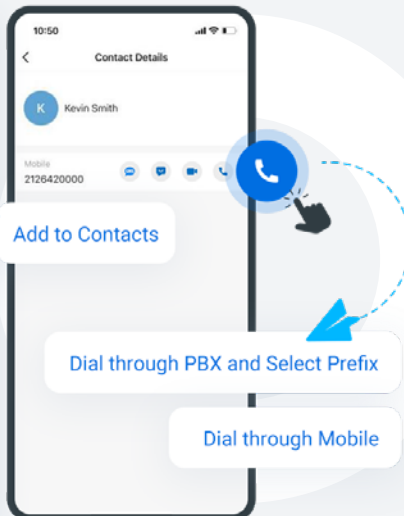 10:50
Contact Details
K
Kevin Smith
Mobile
2126420000
Add to Contacts
Dial through PBX and Select Prefix
Dial through Mobile